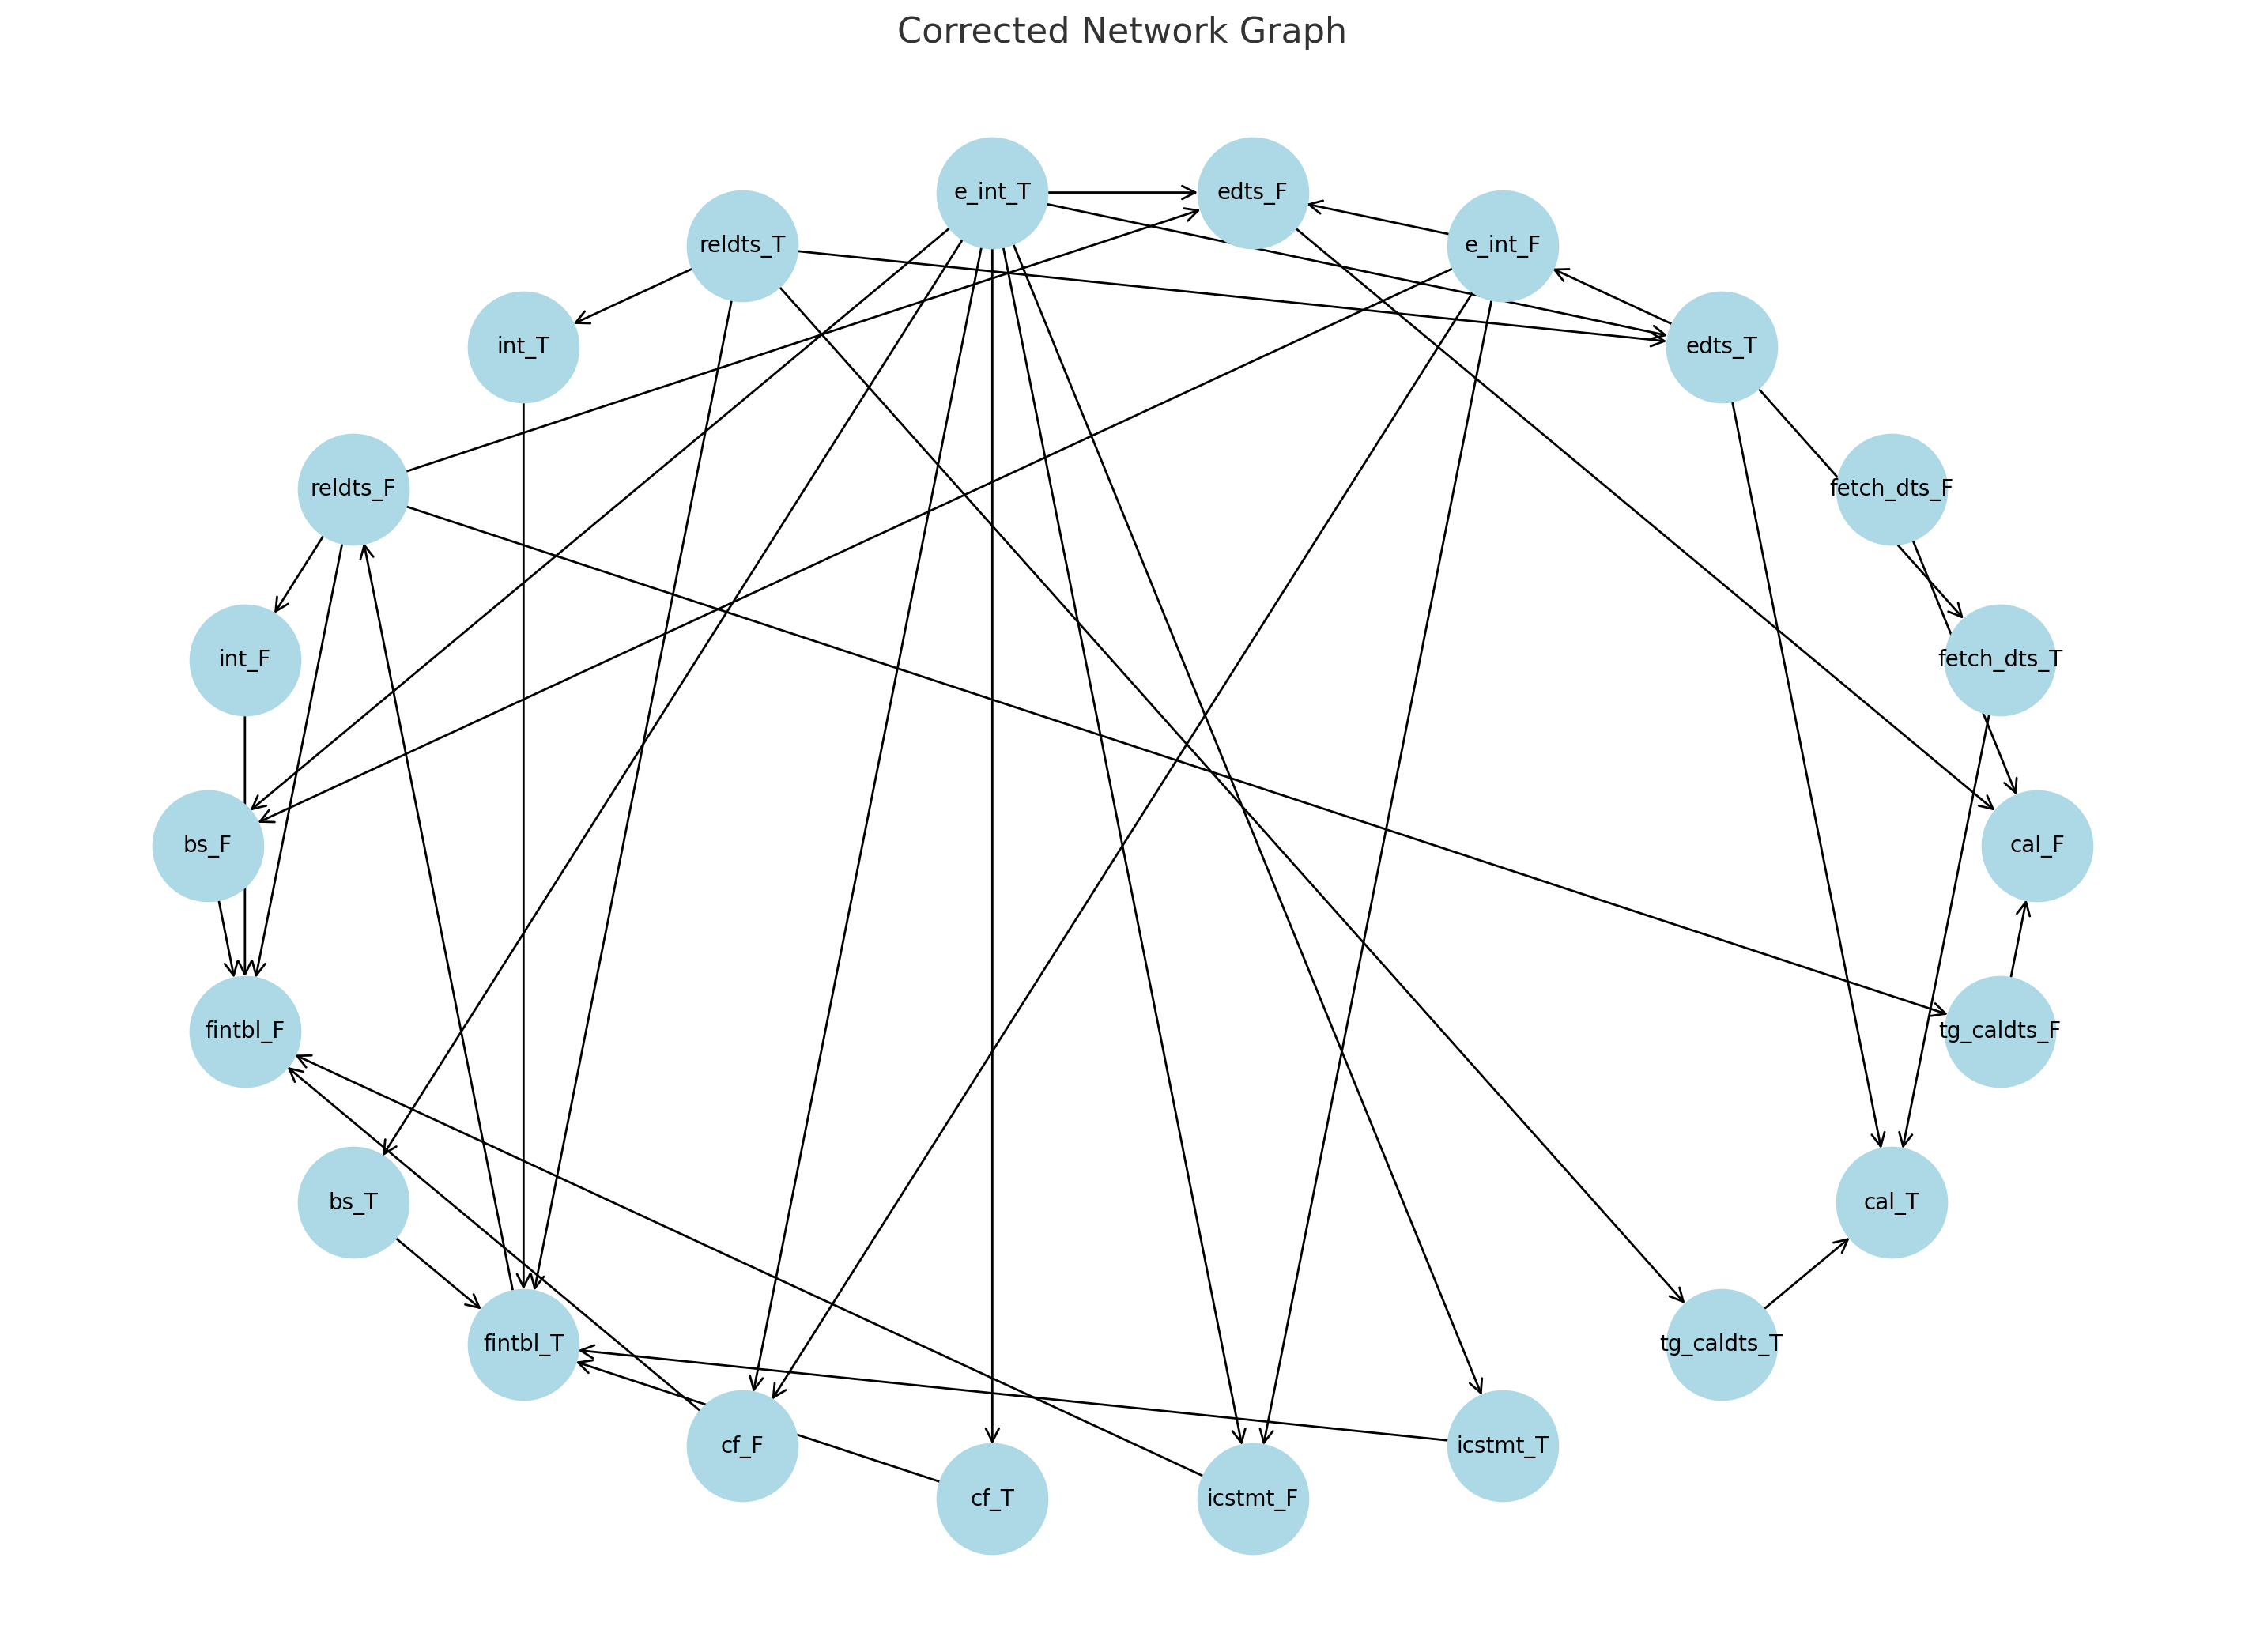 Corrected Network Graph
e_int_T
edts_F
reldts_T
e_int_F
int_T
edts_T
reldts_F
fetch_dts_F
int_F
fetch_dts_T
bs_F
cal_F
fintbl_F
tg_caldts_F
bs_T
cal_T
fintbl_T
tg_caldts_T
cf_F
icstmt_T
cf_T
icstmt_F